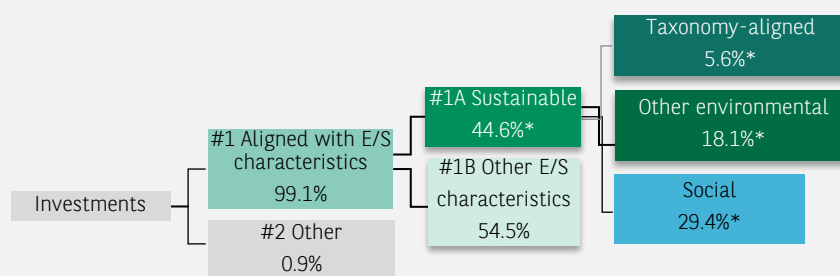 Investments
#1 Aligned with E/S
characteristics
99.1%
#2 Other
0.9%
#1A Sustainable
44.6%*
#1B Other E/S
characteristics
54.5%
Taxonomy-aligned
5.6%*
Other environmental
18.1%*
Social
29.4%*